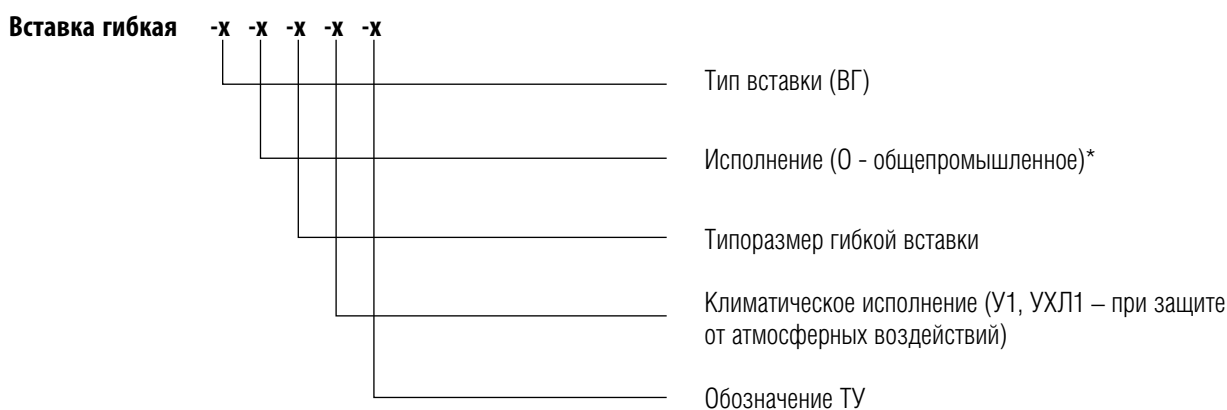 Вставка гибкая -x -x -x -x -x
Тип вставки (ВГ)
Исполнение (О - общепромышленное)*
Типоразмер гибкой вставки
Климатическое исполнение (У1, УХЛ1 – при защите
от атмосферных воздействий)
Обозначение ТУ